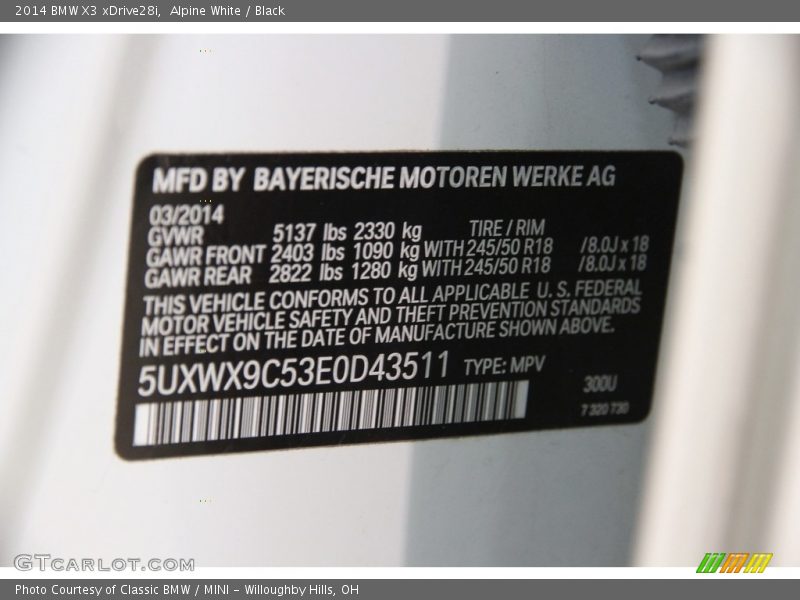 2014 BMW X3 xDrive28i, Alpine White / Black
MFD BY BAYERISCHE MOTOREN WERKE AG
03/2014
GVWR 5137 lbs 2330 kg TIRE / RIM
GAWR FRONT 2403 lbs 1090 kg WITH 245/50 R18 /8.0J x 18
GAWR REAR 2822 lbs 1280 kg WITH 245/50 R18 /8.0J x 18
THIS VEHICLE CONFORMS TO ALL APPLICABLE U. S. FEDERAL
MOTOR VEHICLE SAFETY AND THEFT PREVENTION STANDARDS
IN EFFECT ON THE DATE OF MANUFACTURE SHOWN ABOVE.
5UXWX9C53E0D43511 TYPE: MPV
300U
7 320 730
GTCARLOT.COM
Photo Courtesy of Classic BMW / MINI - Willoughby Hills, OH